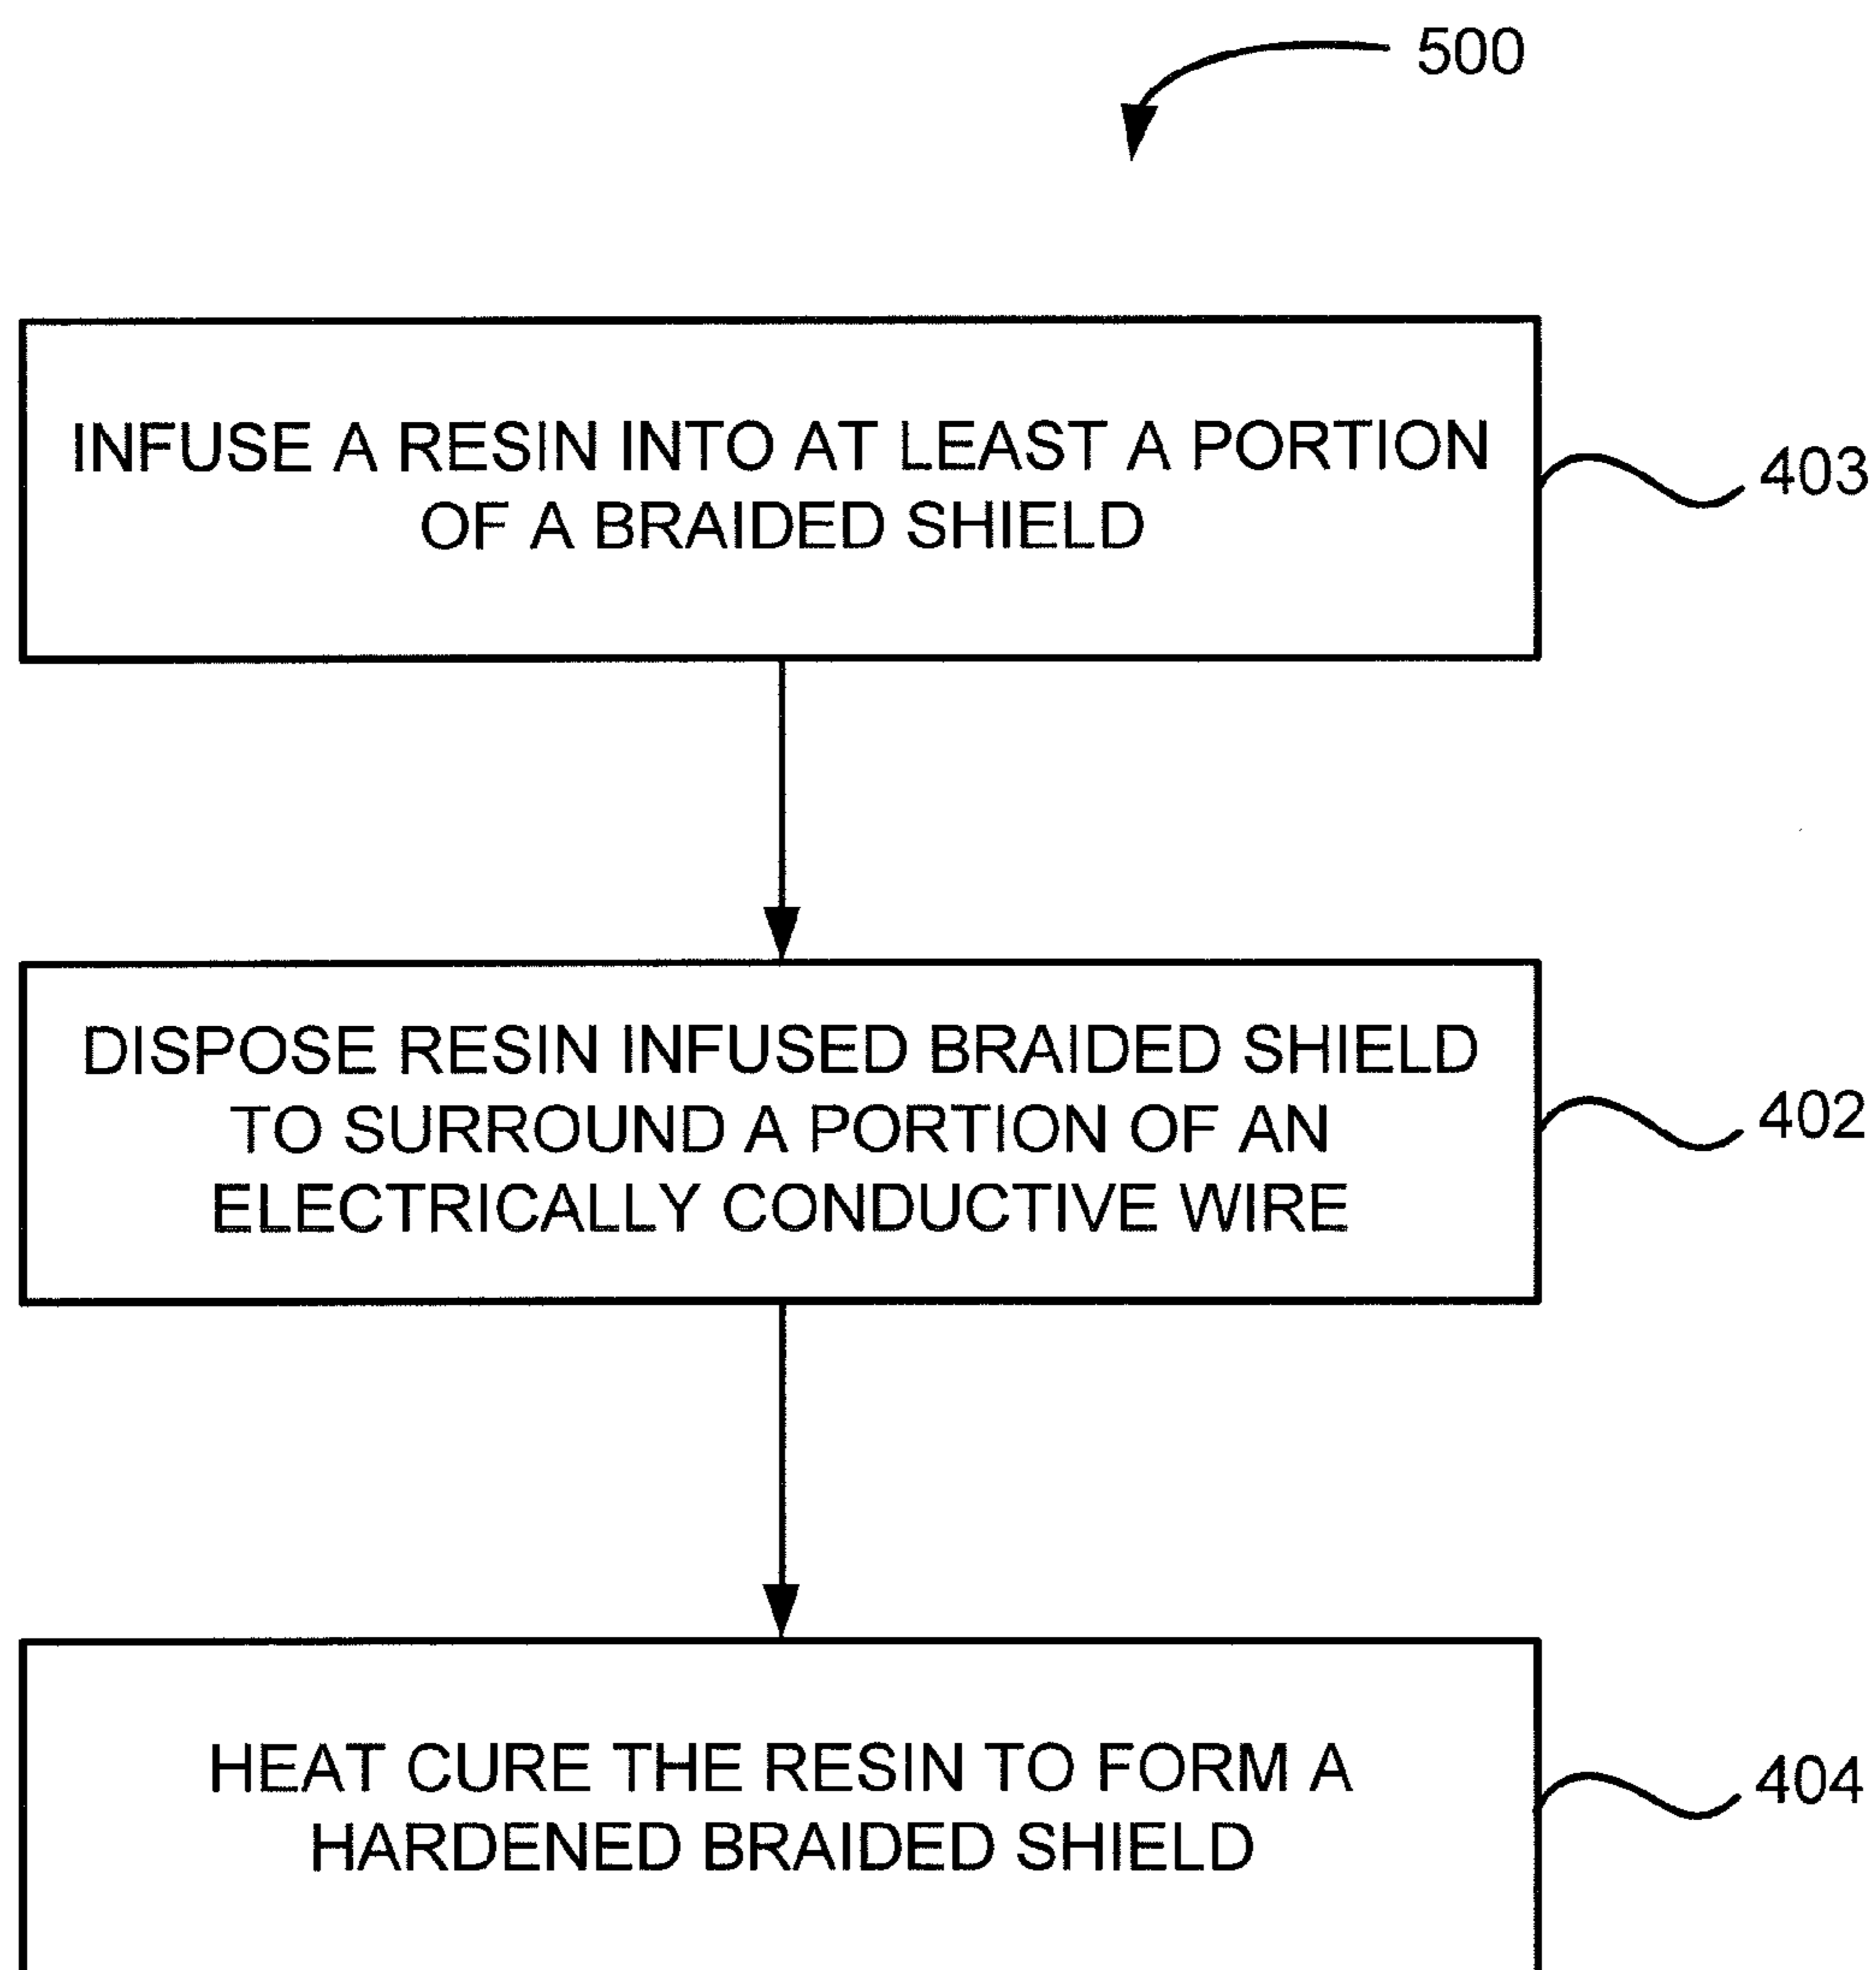 500
INFUSE A RESIN INTO AT LEAST A PORTION
OF A BRAIDED SHIELD
403
DISPOSE RESIN INFUSED BRAIDED SHIELD
TO SURROUND A PORTION OF AN
ELECTRICALLY CONDUCTIVE WIRE
402
HEAT CURE THE RESIN TO FORM A
HARDENED BRAIDED SHIELD
404